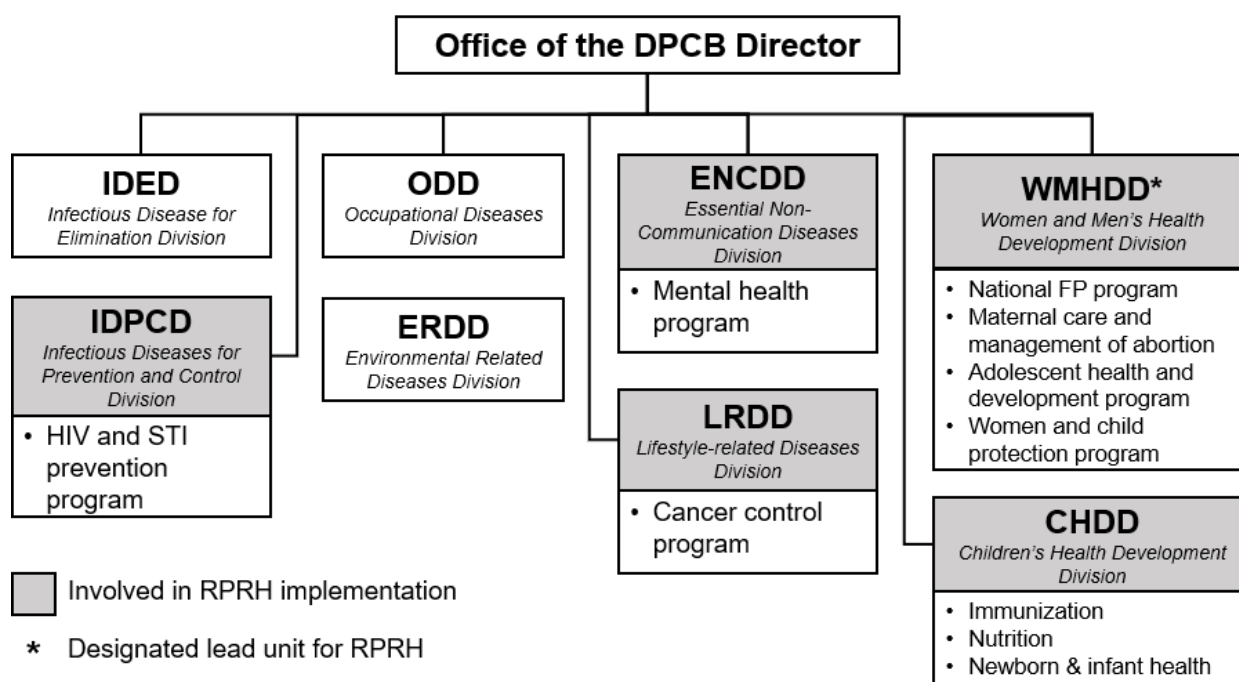 Office of the DPCB Director
IDED
Infectious Disease for
Elimination Division
ODD
Occupational Diseases
Division
ENCDD
Essential Non-
Communication Diseases
Division
• Mental health
program
WMHDD*
Women and Men's Health
Development Division
• National FP program
• Maternal care and
management of abortion
• Adolescent health and
development program
• Women and child
protection program
IDPCD
Infectious Diseases for
Prevention and Control
Division
• HIV and STI
prevention
program
ERDD
Environmental Related
Diseases Division
LRDD
Lifestyle-related Diseases
Division
• Cancer control
program
CHDD
Children's Health Development
Division
• Immunization
• Nutrition
• Newborn & infant health
Involved in RPRH implementation
* Designated lead unit for RPRH